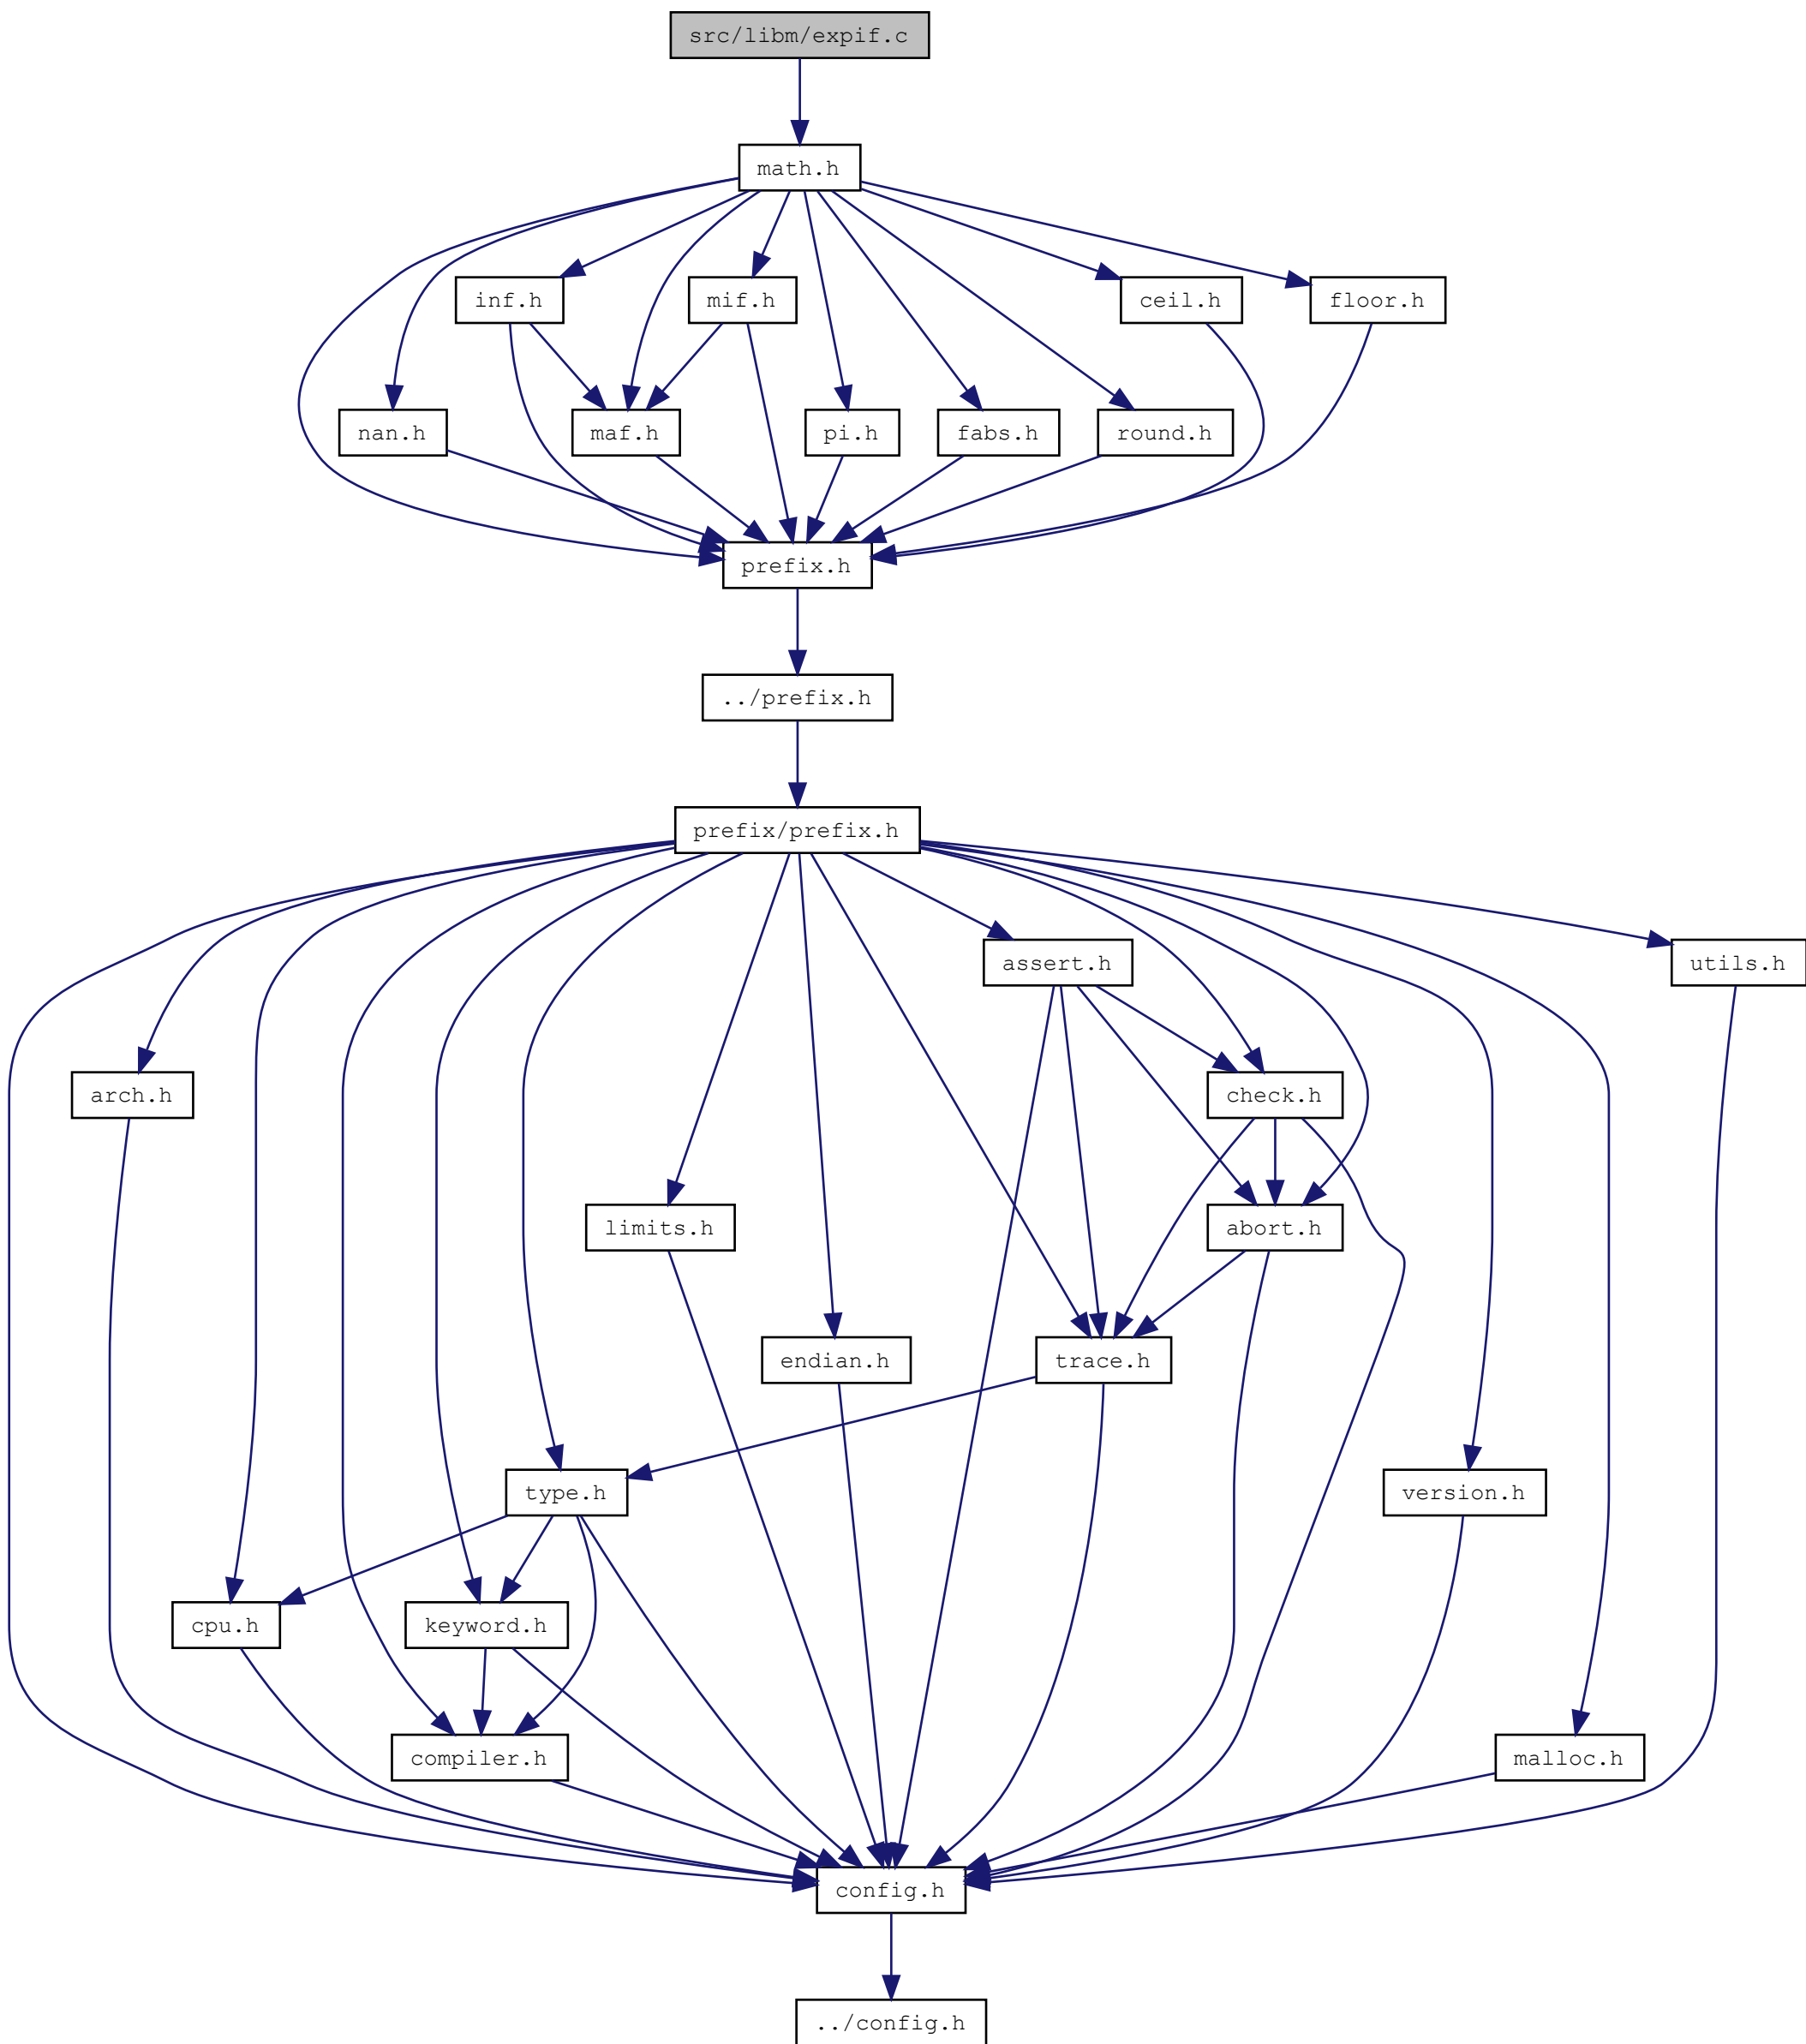 src/libm/expif.c
math.h
inf.h
mif.h
ceil.h
floor.h
nan.h
maf.h
pi.h
fabs.h
round.h
prefix.h
../prefix.h
prefix/prefix.h
assert.h
utils.h
arch.h
check.h
limits.h
abort.h
endian.h
trace.h
type.h
version.h
cpu.h
keyword.h
compiler.h
malloc.h
config.h
../config.h